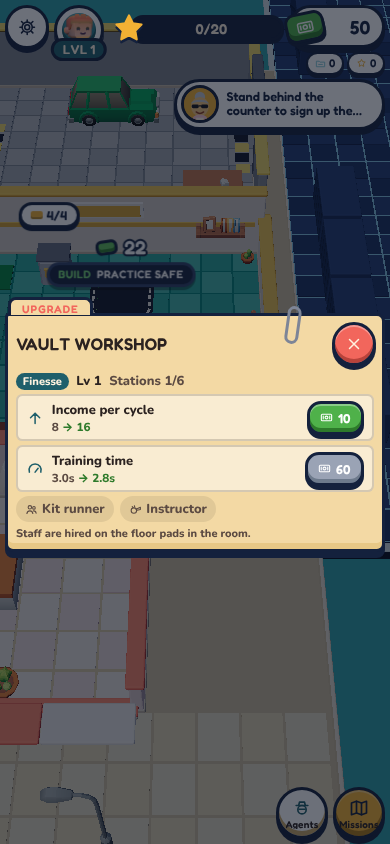 LVL 1
0/20
50
0
0
Stand behind the
counter to sign up the...
4/4
22
BUILD PRACTICE SAFE
UPGRADE
VAULT WORKSHOP
Finesse Lv 1 Stations 1/6
Income per cycle
8 → 16
10
Training time
3.0s → 2.8s
60
Kit runner
Instructor
Staff are hired on the floor pads in the room.
Agents
Missions